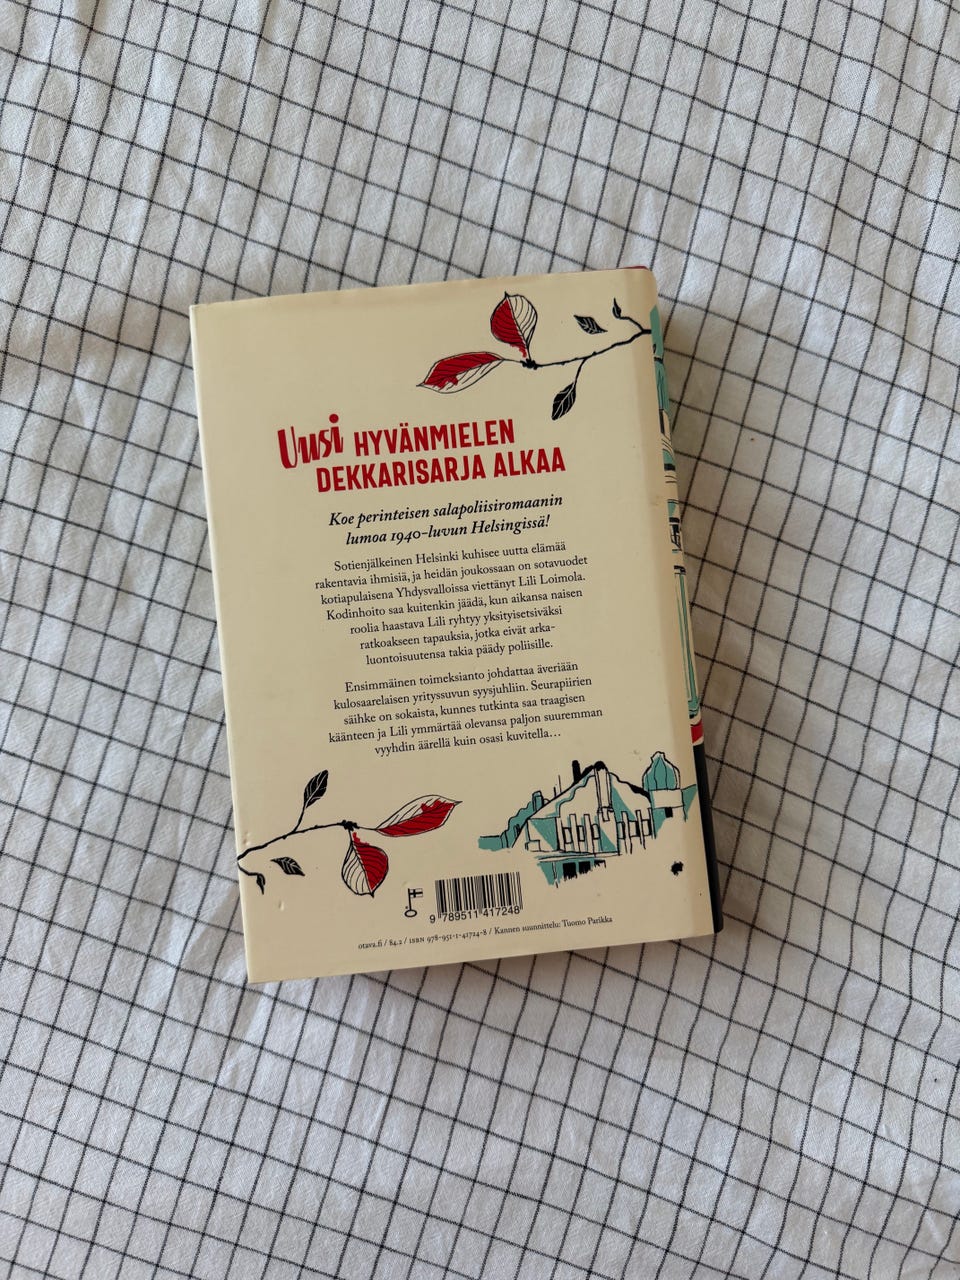 Uusi HYVÄNMIELEN
DEKKARISARJA ALKAA
Koe perinteisen salapoliisiromaanin
lumoa 1940-luvun Helsingissä!
Sotienjälkeinen Helsinki kuhisee uutta elämää
rakentavia ihmisiä, ja heidän joukossaan on sotavuodet
kotiapulaisena Yhdysvalloissa viettänyt Lili Loimola.
Kodinhoito saa kuitenkin jäädä, kun aikansa naisen
roolia haastava Lili ryhtyy yksityisetsiväksi
ratkoakseen tapauksia, jotka eivät arka-
luontoisuutensa takia päädy poliisille.
Ensimmäinen toimeksianto johdattaa äveriään
kulosaarelaisen yrityssuvun syysjuhliin. Seurapiirien
säihke on sokaista, kunnes tutkinta saa traagisen
käänteen ja Lili ymmärtää olevansa paljon suuremman
vyyhdin äärellä kuin osasi kuvitella…
9 789511 417248
otava.fi / 84.2 / ISBN 978-951-1-41724-8 / Kannen suunnittelu: Tuomo Parikka